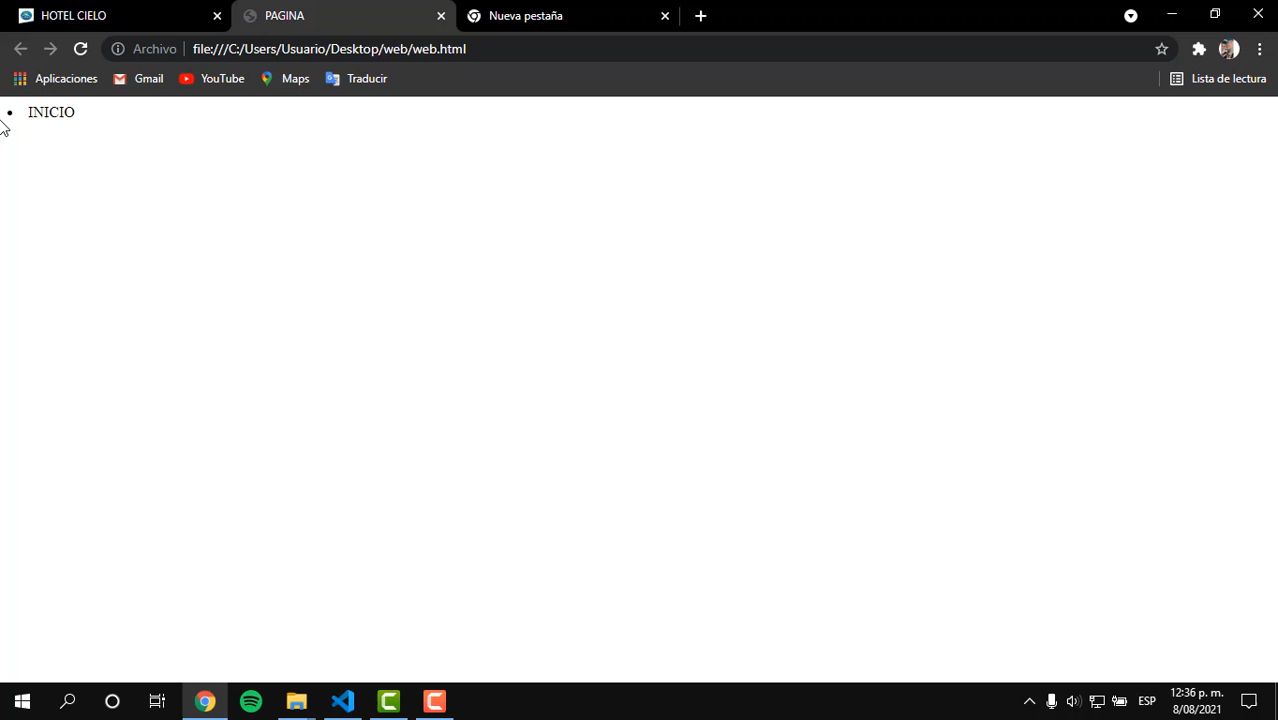 HOTEL CIELO
PAGINA
Nueva pestaña
Archivo
file:///C:/Users/Usuario/Desktop/web/web.html
Aplicaciones
Gmail
YouTube
Maps
Traducir
Lista de lectura
• INICIO
ESP
12:36 p. m.
8/08/2021